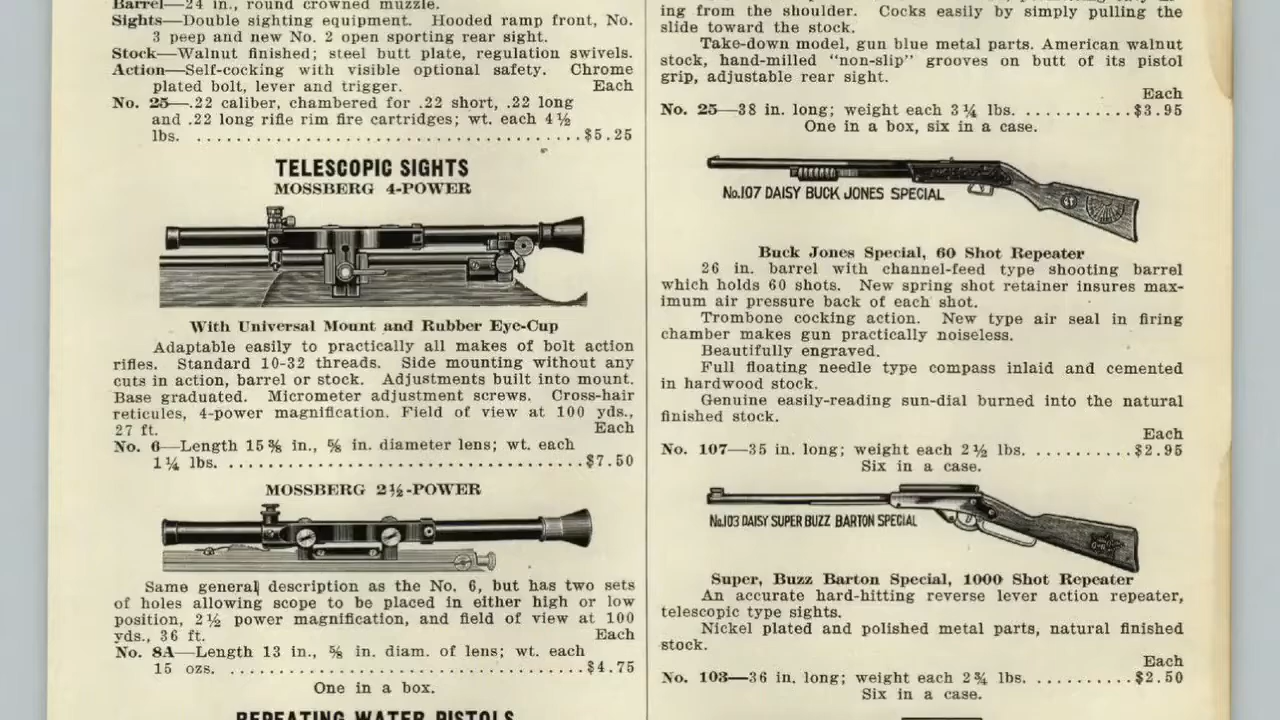 Barrel—24 in., round crowned muzzle.
Sights—Double sighting equipment. Hooded ramp front, No.
3 peep and new No. 2 open sporting rear sight.
Stock—Walnut finished; steel butt plate, regulation swivels.
Action—Self-cocking with visible optional safety. Chrome
plated bolt, lever and trigger. Each
No. 25—.22 caliber, chambered for .22 short, .22 long
and .22 long rifle rim fire cartridges; wt. each 4½
lbs. ......................................$5.25
TELESCOPIC SIGHTS
MOSSBERG 4-POWER
With Universal Mount and Rubber Eye-Cup
Adaptable easily to practically all makes of bolt action
rifles. Standard 10-32 threads. Side mounting without any
cuts in action, barrel or stock. Adjustments built into mount.
Base graduated. Micrometer adjustment screws. Cross-hair
reticules, 4-power magnification. Field of view at 100 yds.,
27 ft. Each
No. 6—Length 15⅝ in., ⅝ in. diameter lens; wt. each
1¼ lbs. ...................................$7.50
MOSSBERG 2½-POWER
Same general description as the No. 6, but has two sets
of holes allowing scope to be placed in either high or low
position, 2½ power magnification, and field of view at 100
yds., 36 ft. Each
No. 8A—Length 13 in., ⅝ in. diam. of lens; wt. each
15 ozs. ...................................$4.75
One in a box.
REPEATING WATER PISTOLS
ing from the shoulder. Cocks easily by simply pulling the
slide toward the stock.
Take-down model, gun blue metal parts. American walnut
stock, hand-milled "non-slip" grooves on butt of its pistol
grip, adjustable rear sight.
Each
No. 25—38 in. long; weight each 3¼ lbs. ..........$3.95
One in a box, six in a case.
No.107 DAISY BUCK JONES SPECIAL
Buck Jones Special, 60 Shot Repeater
26 in. barrel with channel-feed type shooting barrel
which holds 60 shots. New spring shot retainer insures max-
imum air pressure back of each shot.
Trombone cocking action. New type air seal in firing
chamber makes gun practically noiseless.
Beautifully engraved.
Full floating needle type compass inlaid and cemented
in hardwood stock.
Genuine easily-reading sun-dial burned into the natural
finished stock.
Each
No. 107—35 in. long; weight each 2½ lbs. ..........$2.95
Six in a case.
No.103 DAISY SUPER BUZZ BARTON SPECIAL
Super, Buzz Barton Special, 1000 Shot Repeater
An accurate hard-hitting reverse lever action repeater,
telescopic type sights.
Nickel plated and polished metal parts, natural finished
stock.
Each
No. 103—36 in. long; weight each 2¾ lbs. ..........$2.50
Six in a case.